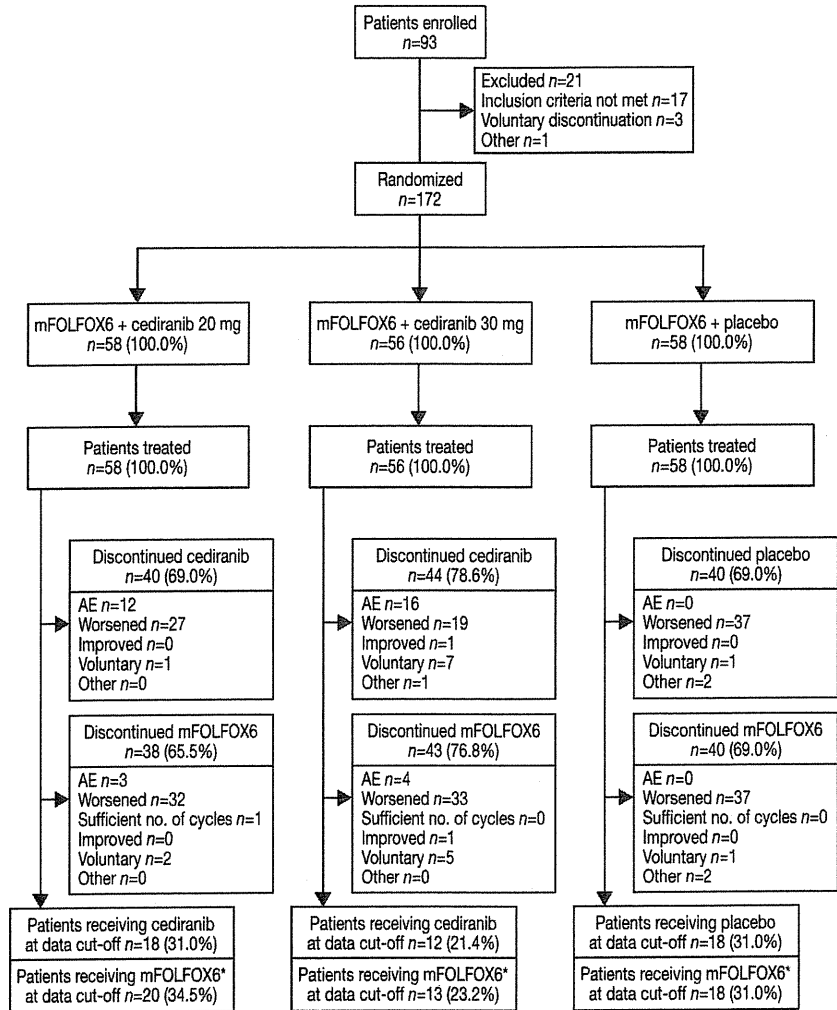 Patients enrolled
n=93
Excluded n=21
Inclusion criteria not met n=17
Voluntary discontinuation n=3
Other n=1
Randomized
n=172
mFOLFOX6 + cediranib 20 mg
n=58 (100.0%)
mFOLFOX6 + cediranib 30 mg
n=56 (100.0%)
mFOLFOX6 + placebo
n=58 (100.0%)
Patients treated
n=58 (100.0%)
Patients treated
n=56 (100.0%)
Patients treated
n=58 (100.0%)
Discontinued cediranib
n=40 (69.0%)
AE n=12
Worsened n=27
Improved n=0
Voluntary n=1
Other n=0
Discontinued cediranib
n=44 (78.6%)
AE n=16
Worsened n=19
Improved n=1
Voluntary n=7
Other n=1
Discontinued placebo
n=40 (69.0%)
AE n=0
Worsened n=37
Improved n=0
Voluntary n=1
Other n=2
Discontinued mFOLFOX6
n=38 (65.5%)
AE n=3
Worsened n=32
Sufficient no. of cycles n=1
Improved n=0
Voluntary n=2
Other n=0
Discontinued mFOLFOX6
n=43 (76.8%)
AE n=4
Worsened n=33
Sufficient no. of cycles n=0
Improved n=1
Voluntary n=5
Other n=0
Discontinued mFOLFOX6
n=40 (69.0%)
AE n=0
Worsened n=37
Sufficient no. of cycles n=0
Improved n=0
Voluntary n=1
Other n=2
Patients receiving cediranib
at data cut-off n=18 (31.0%)
Patients receiving mFOLFOX6*
at data cut-off n=20 (34.5%)
Patients receiving cediranib
at data cut-off n=12 (21.4%)
Patients receiving mFOLFOX6*
at data cut-off n=13 (23.2%)
Patients receiving placebo
at data cut-off n=18 (31.0%)
Patients receiving mFOLFOX6*
at data cut-off n=18 (31.0%)